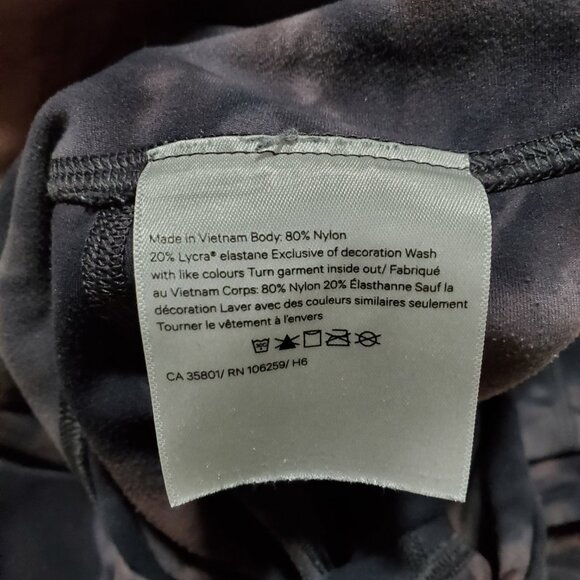 Made in Vietnam Body: 80% Nylon
20% Lycra® elastane Exclusive of decoration Wash
with like colours Turn garment inside out/ Fabriqué
au Vietnam Corps: 80% Nylon 20% Élasthanne Sauf la
décoration Laver avec des couleurs similaires seulement
Tourner le vêtement à l'envers
CA 35801/ RN 106259/ H6